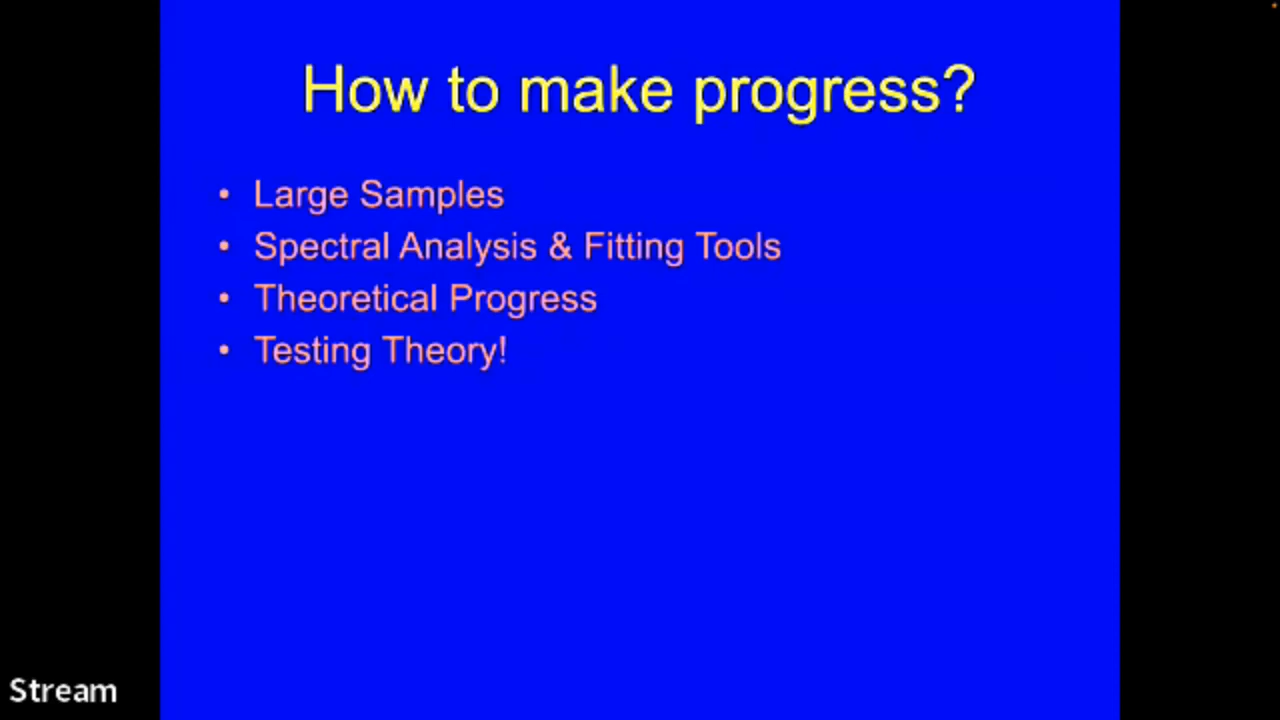 How to make progress?
• Large Samples
• Spectral Analysis & Fitting Tools
• Theoretical Progress
• Testing Theory!
Stream